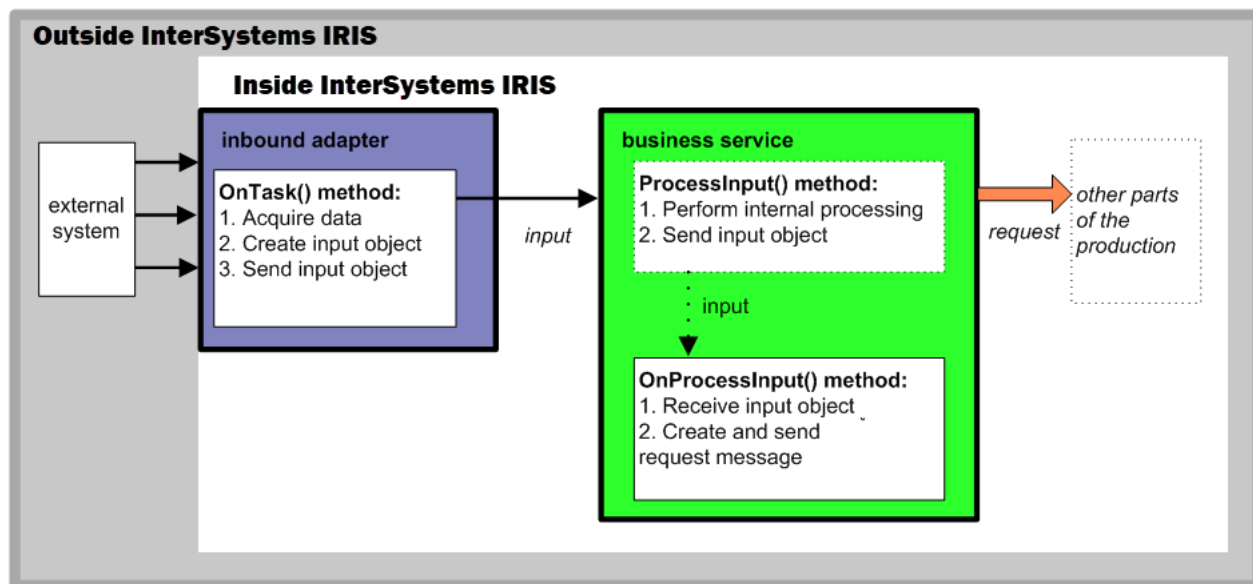 Outside InterSystems IRIS
Inside InterSystems IRIS
external
system
inbound adapter
OnTask() method:
1. Acquire data
2. Create input object
3. Send input object
input
business service
ProcessInput() method:
1. Perform internal processing
2. Send input object
input
OnProcessInput() method:
1. Receive input object
2. Create and send
request message
request
other parts
of the
production